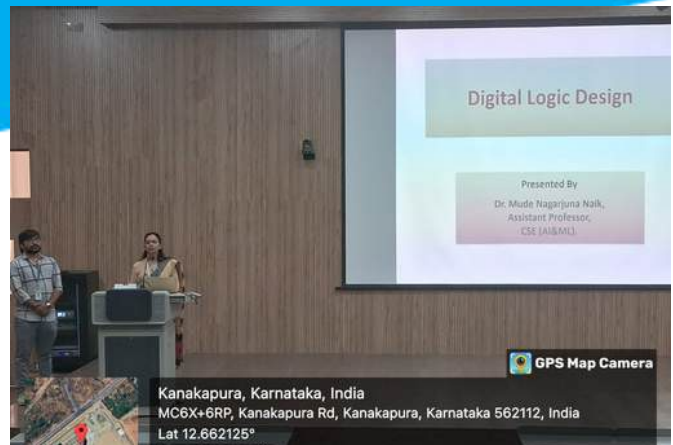 Digital Logic Design
Presented By
Dr. Mude Nagarjuna Naik,
Assistant Professor,
CSE (AI&ML).
GPS Map Camera
Kanakapura, Karnataka, India
MC6X+6RP, Kanakapura Rd, Kanakapura, Karnataka 562112, India
Lat 12.662125°